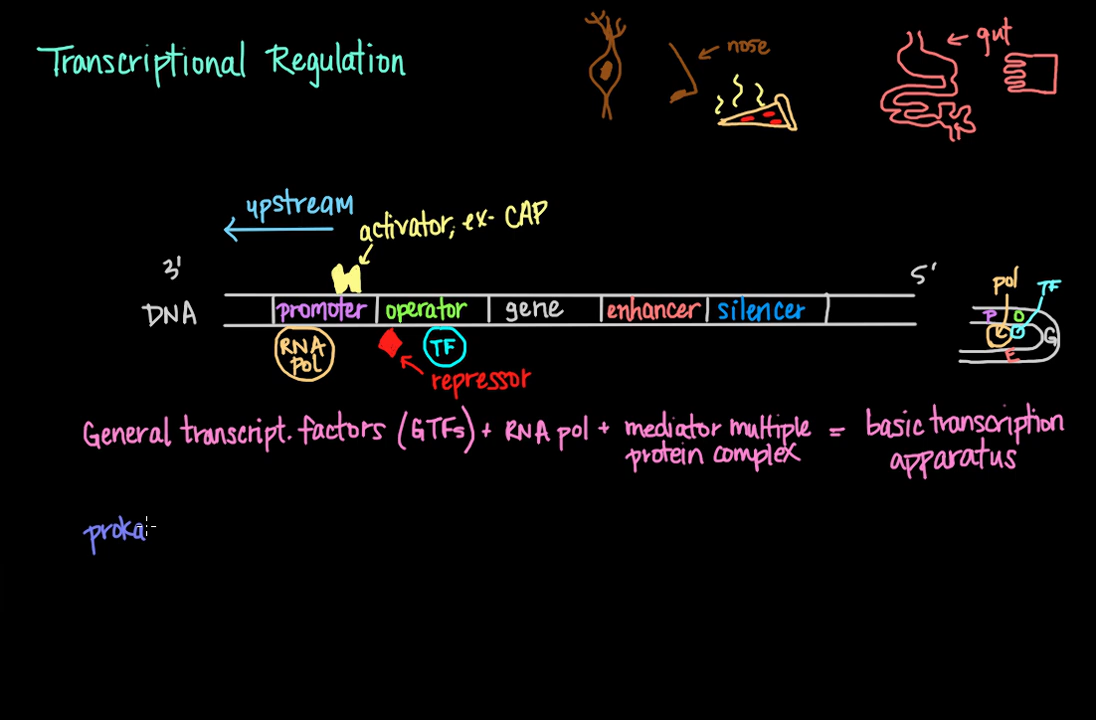 Transcriptional Regulation
nose
gut
upstream
activator, ex- CAP
3'
5'
DNA
promoter operator gene enhancer silencer
RNA
pol
TF
repressor
pol
TF
P O
G
E
General transcript. factors (GTFs) + RNA pol + mediator multiple = basic transcription
protein complex apparatus
proka